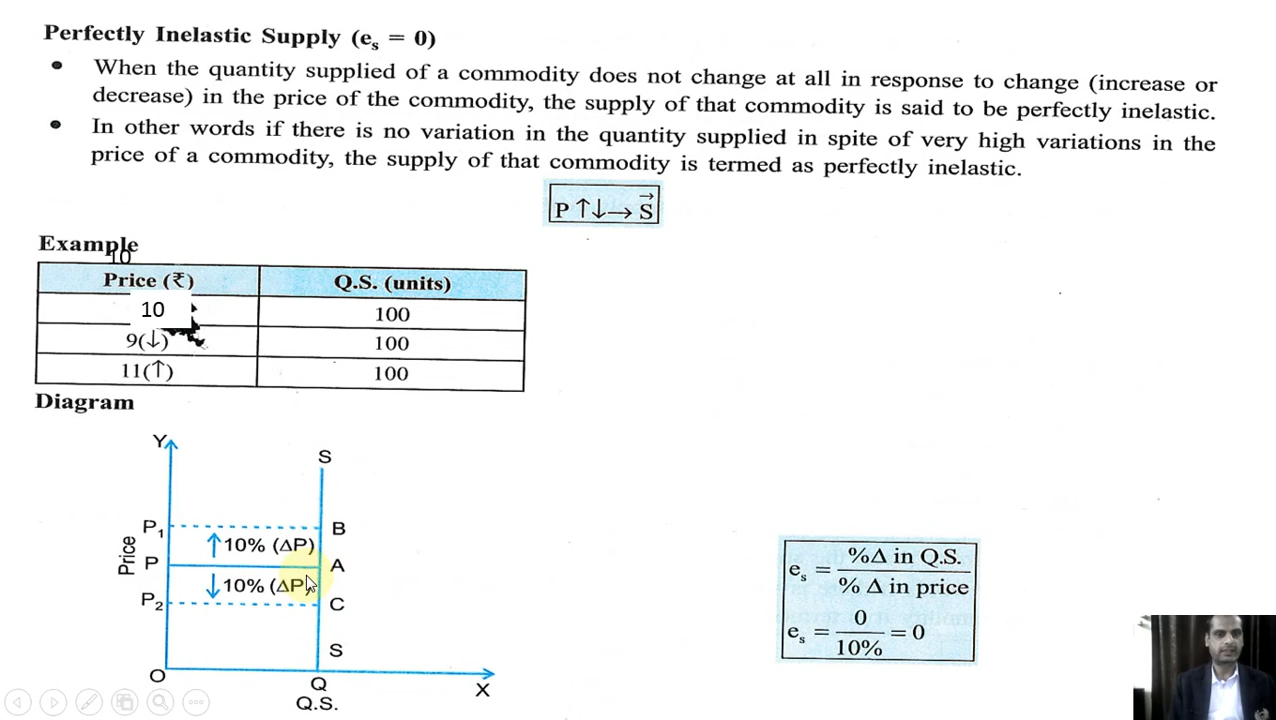 Perfectly Inelastic Supply (eₛ = 0)
• When the quantity supplied of a commodity does not change at all in response to change (increase or
decrease) in the price of the commodity, the supply of that commodity is said to be perfectly inelastic.
• In other words if there is no variation in the quantity supplied in spite of very high variations in the
price of a commodity, the supply of that commodity is termed as perfectly inelastic.
P ↑↓→ S⃗
Example
10
Price (₹) Q.S. (units)
10 100
9(↓) 100
11(↑) 100
Diagram
Y
S
P₁ B
↑10% (ΔP)
Price P A
↓10% (ΔP)
P₂ C
S
O Q X
Q.S.
eₛ = %Δ in Q.S.
% Δ in price
eₛ = 0 = 0
10%